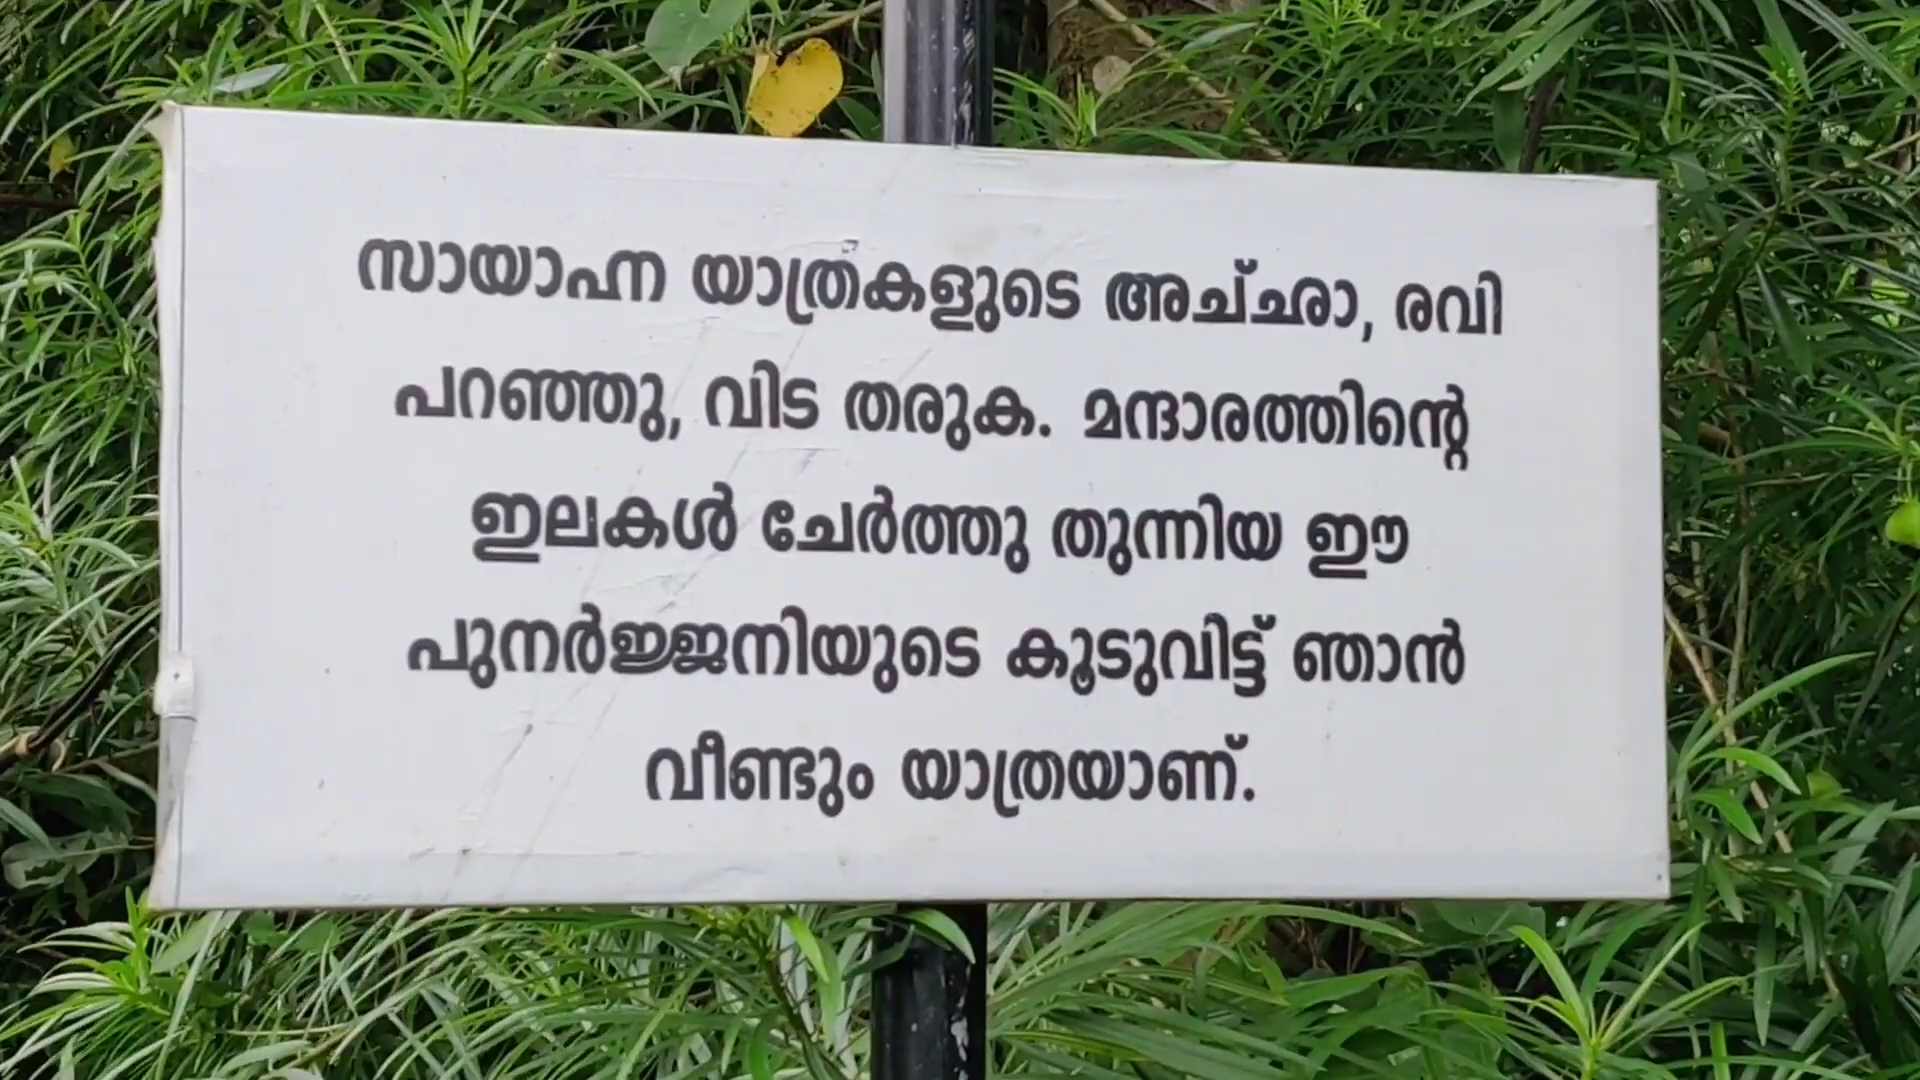 സായാഹ്ന യാത്രകളുടെ അച്ഛാ, രവി
പറഞ്ഞു, വിട തരുക. മന്ദാരത്തിന്റെ
ഇലകൾ ചേർത്തു തുന്നിയ ഈ
പുനർജ്ജനിയുടെ കൂടുവിട്ട് ഞാൻ
വീണ്ടും യാത്രയാണ്.